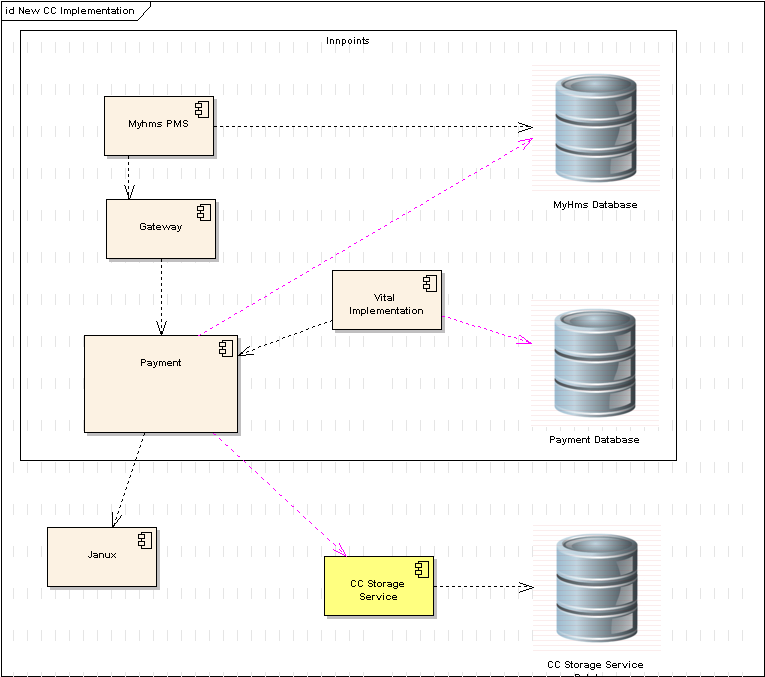 id New CC Implementation
Innpoints
Myhms PMS
MyHms Database
Gateway
Vital
Implementation
Payment
Payment Database
Janux
CC Storage
Service
CC Storage Service